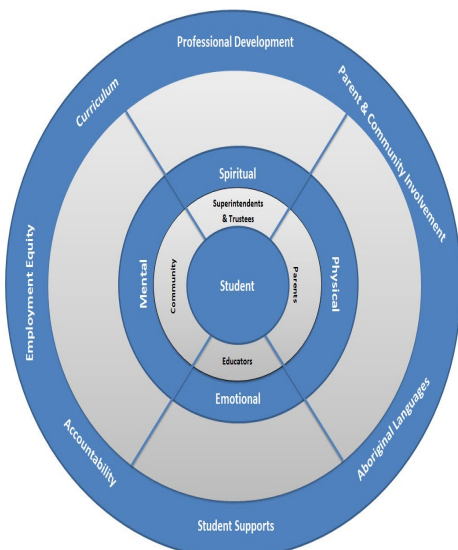 Professional Development
Curriculum
Parent & Community Involvement
Spiritual
Superintendents
& Trustees
Employment Equity
Mental
Community
Student
Parents
Physical
Educators
Emotional
Accountability
Aboriginal Languages
Student Supports